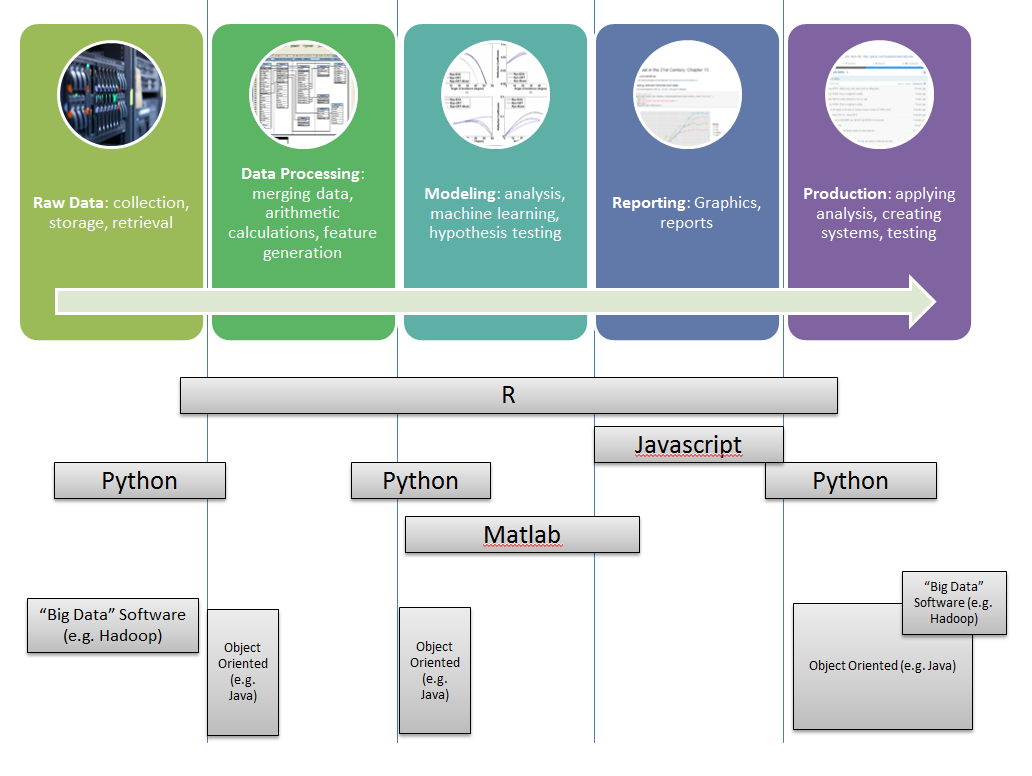 Raw Data: collection,
storage, retrieval
Data Processing:
merging data,
arithmetic
calculations, feature
generation
Modeling: analysis,
machine learning,
hypothesis testing
Reporting: Graphics,
reports
Production: applying
analysis, creating
systems, testing
R
Javascript
Python
Python
Python
Matlab
“Big Data” Software
(e.g. Hadoop)
Object
Oriented
(e.g.
Java)
Object
Oriented
(e.g.
Java)
“Big Data”
Software (e.g.
Hadoop)
Object Oriented (e.g. Java)